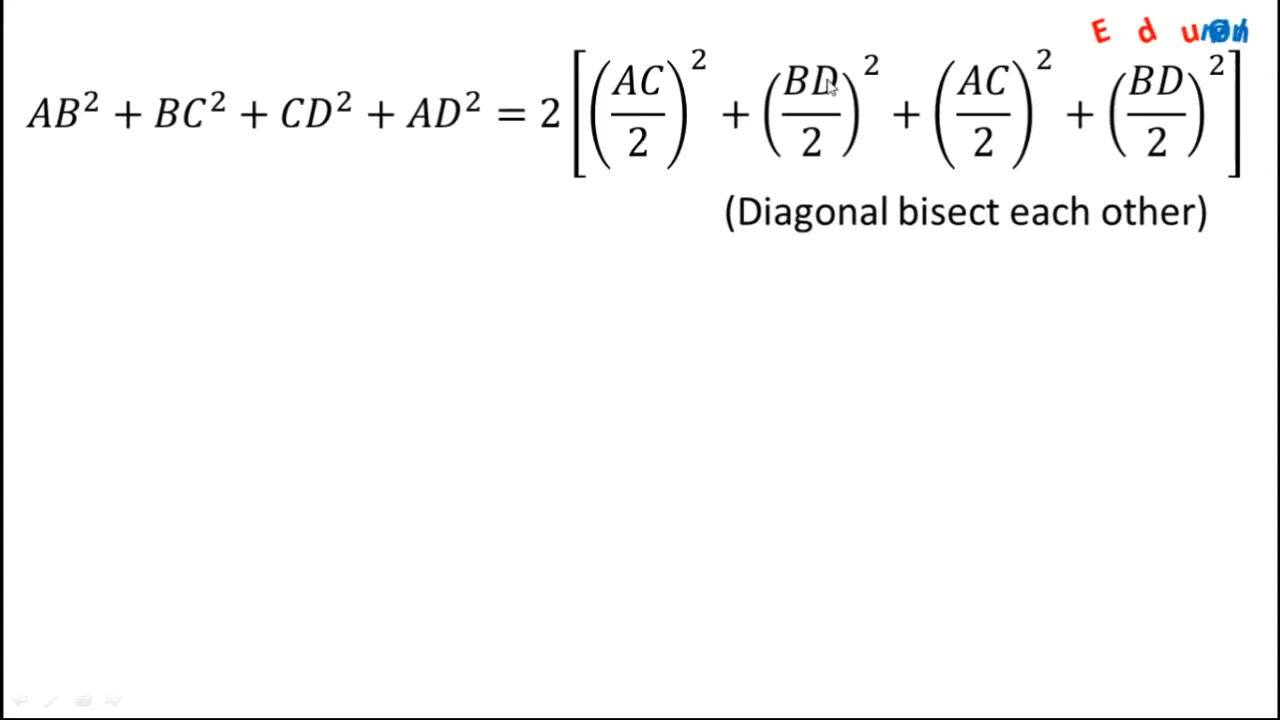 E d u
AB² + BC² + CD² + AD² = 2 [(AC/2)² + (BD/2)² + (AC/2)² + (BD/2)²]
(Diagonal bisect each other)